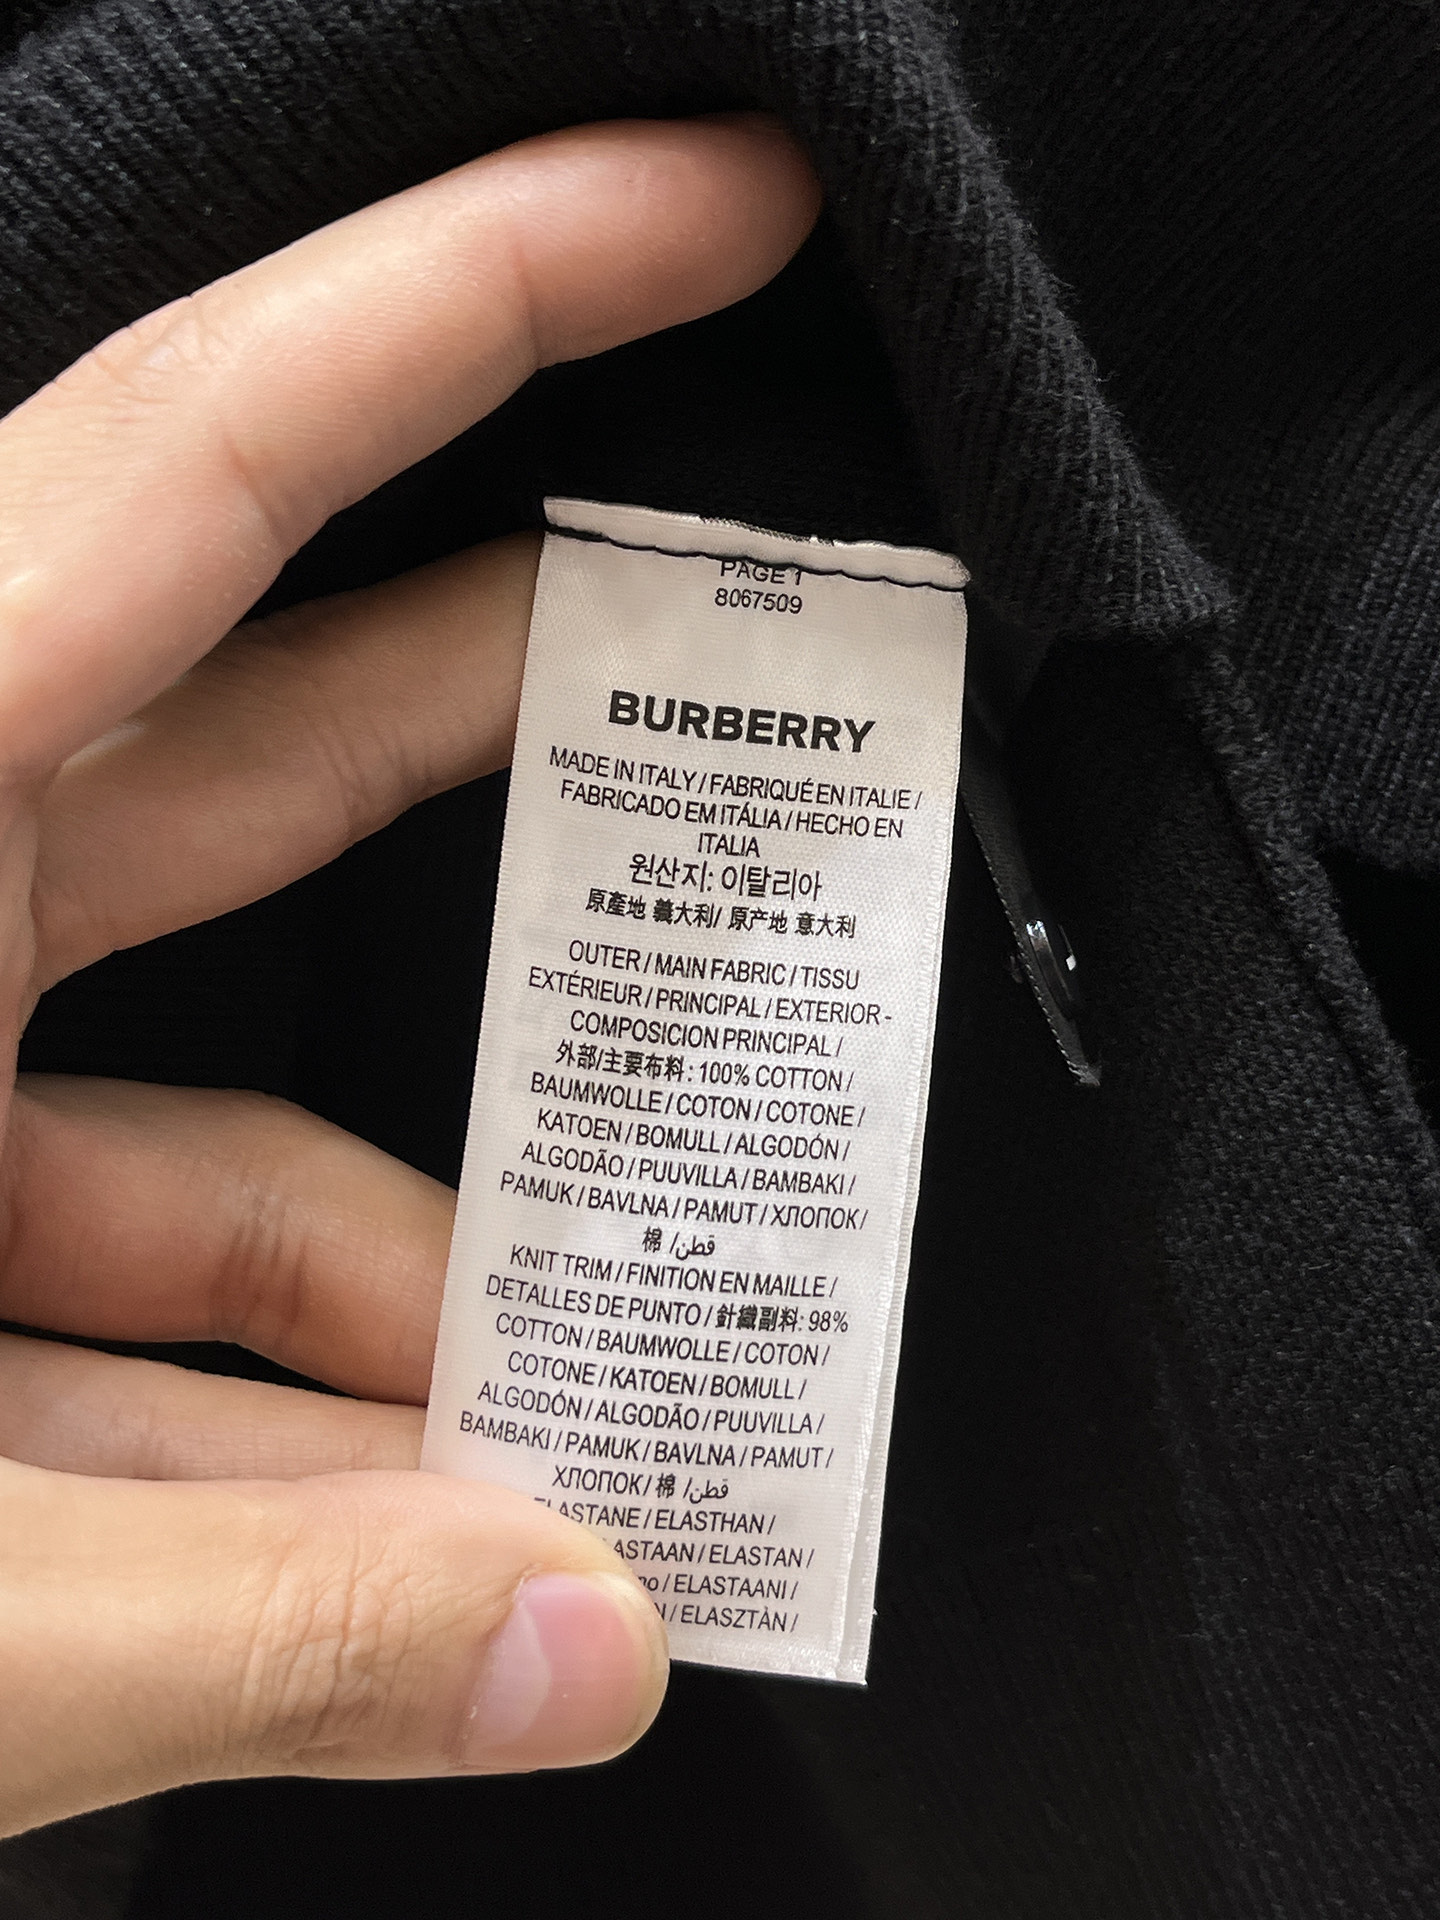 PAGE 1
8067509
BURBERRY
MADE IN ITALY / FABRIQUÉ EN ITALIE /
FABRICADO EM ITÁLIA / HECHO EN
ITALIA
원산지: 이탈리아
原產地 義大利/ 原产地 意大利
OUTER / MAIN FABRIC / TISSU
EXTÉRIEUR / PRINCIPAL / EXTERIOR -
COMPOSICION PRINCIPAL /
外部/主要布料: 100% COTTON /
BAUMWOLLE / COTON / COTONE /
KATOEN / BOMULL / ALGODÓN /
ALGODÃO / PUUVILLA / BAMBAKI /
PAMUK / BAVLNA / PAMUT / ХЛОПОК /
棉 /قطن
KNIT TRIM / FINITION EN MAILLE /
DETALLES DE PUNTO / 針織副料: 98%
COTTON / BAUMWOLLE / COTON /
COTONE / KATOEN / BOMULL /
ALGODÓN / ALGODÃO / PUUVILLA /
BAMBAKI / PAMUK / BAVLNA / PAMUT /
ХЛОПОК / 棉 /قطن
ELASTANE / ELASTHAN /
/ ELASTAN /
/ ELASTAANI /
/ ELASZTÀN /